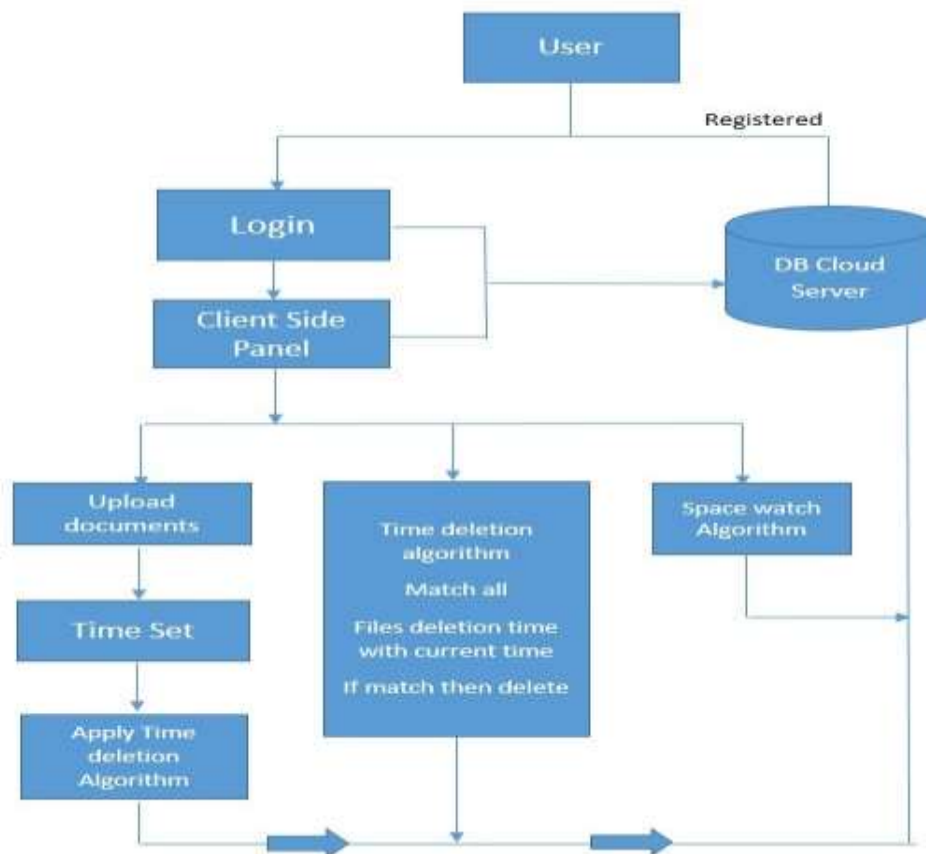 User
Registered
Login
DB Cloud
Server
Client Side
Panel
Upload
documents
Time deletion
algorithm
Match all
Files deletion time
with current time
If match then delete
Space watch
Algorithm
Time Set
Apply Time
deletion
Algorithm